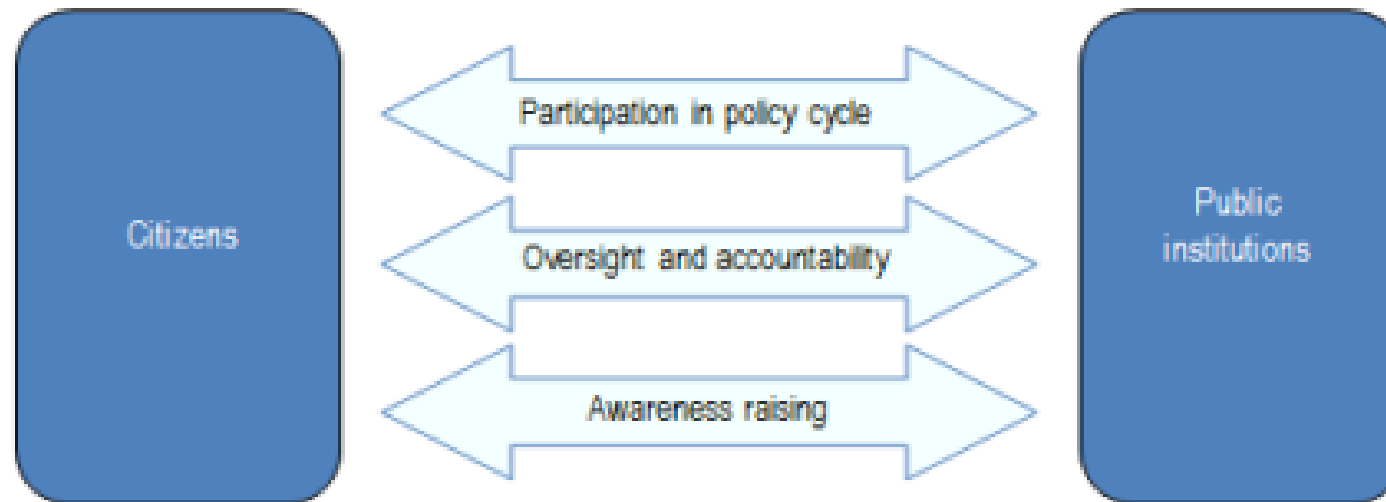 Citizens
Participation in policy cycle
Oversight and accountability
Awareness raising
Public
institutions